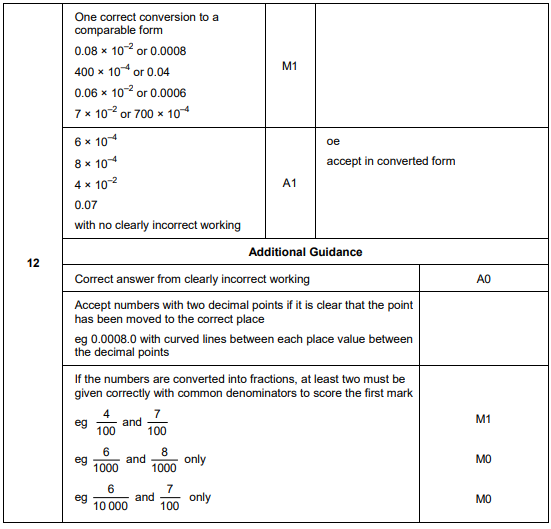 One correct conversion to a
comparable form
0.08 × 10⁻² or 0.0008
400 × 10⁻⁴ or 0.04
M1
0.06 × 10⁻² or 0.0006
7 × 10⁻² or 700 × 10⁻⁴
6 × 10⁻⁴
oe
8 × 10⁻⁴
accept in converted form
4 × 10⁻²
A1
0.07
with no clearly incorrect working
12
Additional Guidance
Correct answer from clearly incorrect working
A0
Accept numbers with two decimal points if it is clear that the point
has been moved to the correct place
eg 0.0008.0 with curved lines between each place value between
the decimal points
If the numbers are converted into fractions, at least two must be
given correctly with common denominators to score the first mark
eg 4/100 and 7/100
M1
eg 6/1000 and 8/1000 only
M0
eg 6/10 000 and 7/100 only
M0